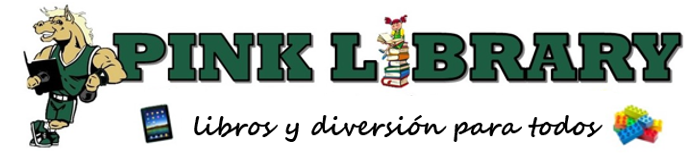 PINK LIBRARY
libros y diversión para todos